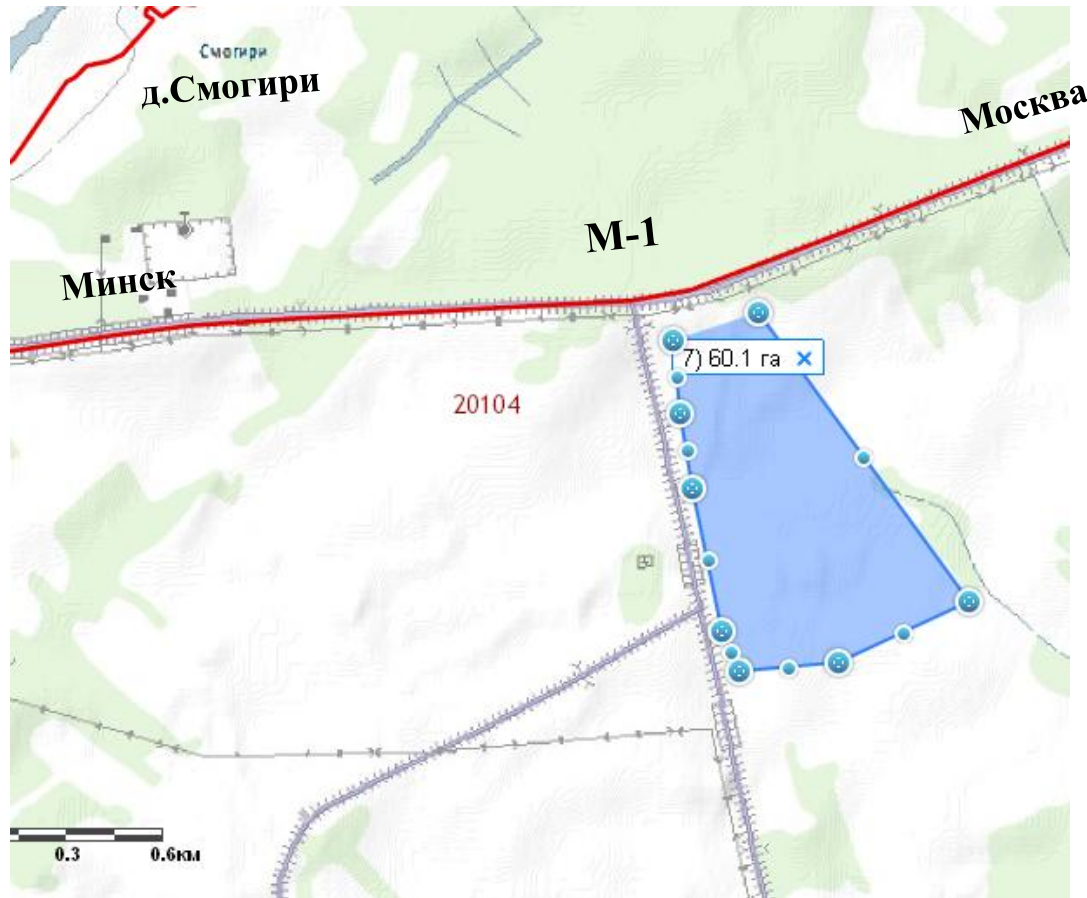 Смогири
д.Смогири
Москва
М-1
Минск
7) 60.1 га ×
20104
0.3 0.6км